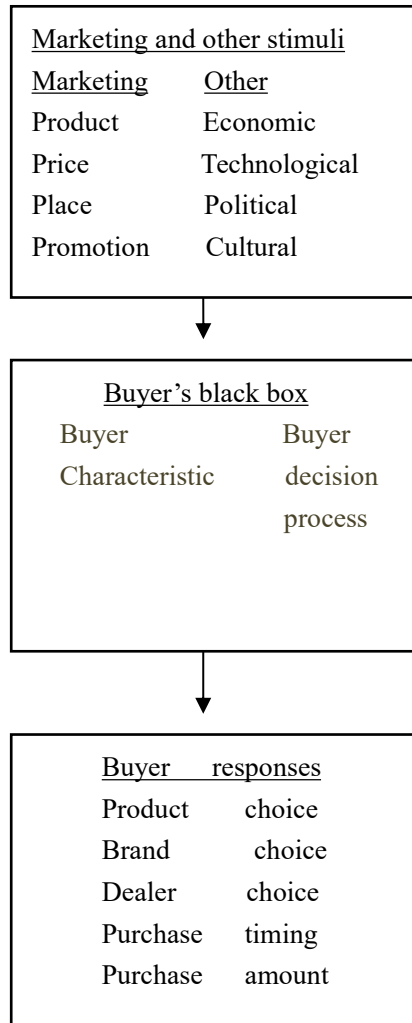 Marketing and other stimuli
Marketing Other
Product Economic
Price Technological
Place Political
Promotion Cultural
Buyer’s black box
Buyer Buyer
Characteristic decision
process
Buyer responses
Product choice
Brand choice
Dealer choice
Purchase timing
Purchase amount